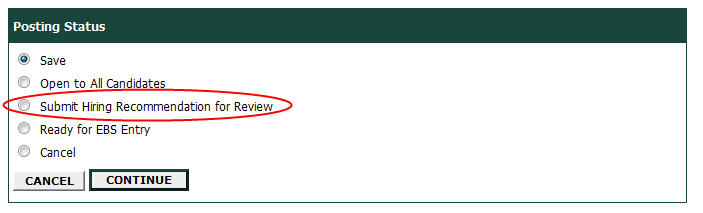 Posting Status
Save
Open to All Candidates
Submit Hiring Recommendation for Review
Ready for EBS Entry
Cancel
CANCEL CONTINUE